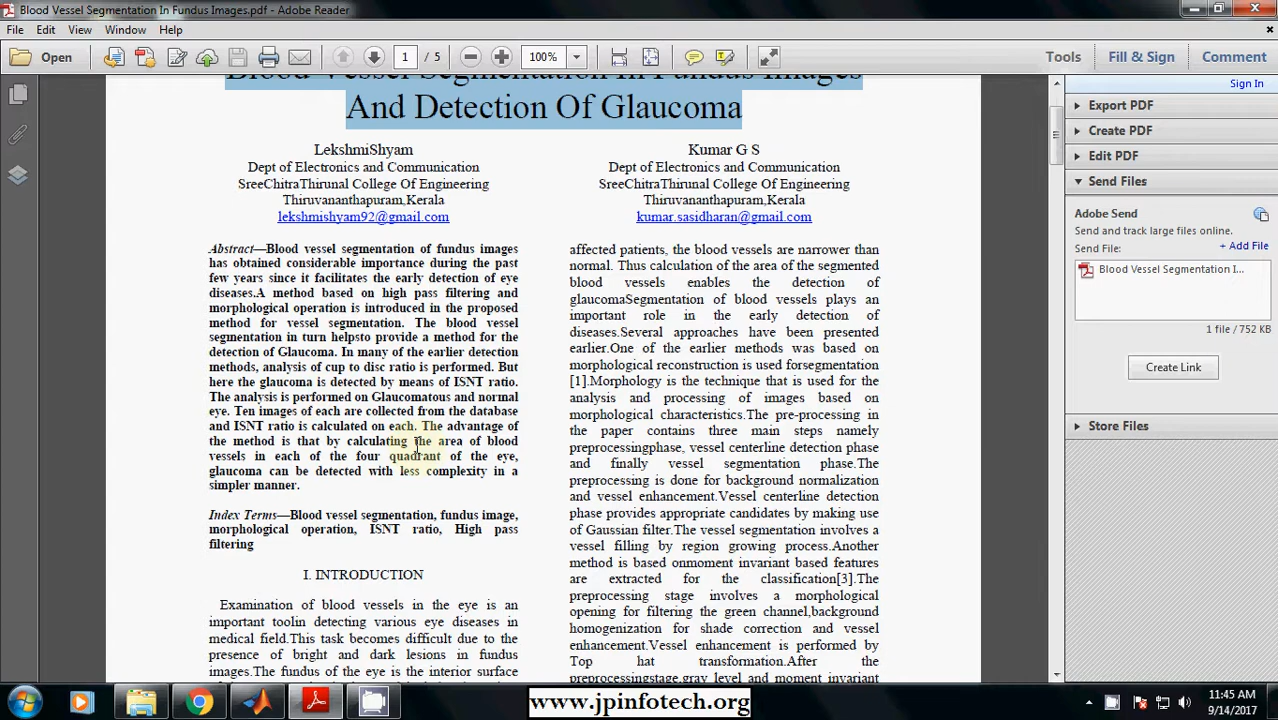 Blood Vessel Segmentation In Fundus Images.pdf - Adobe Reader
File Edit View Window Help
Open 1 / 5 100% Tools Fill & Sign Comment
Sign In
Export PDF
Create PDF
Edit PDF
Send Files
Adobe Send
Send and track large files online.
Send File:
+ Add File
Blood Vessel Segmentation I...
1 file / 752 KB
Create Link
Store Files
Blood Vessel Segmentation In Fundus Images
And Detection Of Glaucoma
LekshmiShyam
Dept of Electronics and Communication
SreeChitraThirunal College Of Engineering
Thiruvananthapuram,Kerala
lekshmishyam92@gmail.com
Kumar G S
Dept of Electronics and Communication
SreeChitraThirunal College Of Engineering
Thiruvananthapuram,Kerala
kumar.sasidharan@gmail.com
Abstract—Blood vessel segmentation of fundus images
has obtained considerable importance during the past
few years since it facilitates the early detection of eye
diseases.A method based on high pass filtering and
morphological operation is introduced in the proposed
method for vessel segmentation. The blood vessel
segmentation in turn helpsto provide a method for the
detection of Glaucoma. In many of the earlier detection
methods, analysis of cup to disc ratio is performed. But
here the glaucoma is detected by means of ISNT ratio.
The analysis is performed on Glaucomatous and normal
eye. Ten images of each are collected from the database
and ISNT ratio is calculated on each. The advantage of
the method is that by calculating the area of blood
vessels in each of the four quadrant of the eye,
glaucoma can be detected with less complexity in a
simpler manner.
Index Terms—Blood vessel segmentation, fundus image,
morphological operation, ISNT ratio, High pass
filtering
I. INTRODUCTION
Examination of blood vessels in the eye is an
important toolin detecting various eye diseases in
medical field.This task becomes difficult due to the
presence of bright and dark lesions in fundus
images.The fundus of the eye is the interior surface
affected patients, the blood vessels are narrower than
normal. Thus calculation of the area of the segmented
blood vessels enables the detection of
glaucomaSegmentation of blood vessels plays an
important role in the early detection of
diseases.Several approaches have been presented
earlier.One of the earlier methods was based on
morphological reconstruction is used forsegmentation
[1].Morphology is the technique that is used for the
analysis and processing of images based on
morphological characteristics.The pre-processing in
the paper contains three main steps namely
preprocessingphase, vessel centerline detection phase
and finally vessel segmentation phase.The
preprocessing is done for background normalization
and vessel enhancement.Vessel centerline detection
phase provides appropriate candidates by making use
of Gaussian filter.The vessel segmentation involves a
vessel filling by region growing process.Another
method is based onmoment invariant based features
are extracted for the classification[3].The
preprocessing stage involves a morphological
opening for filtering the green channel,background
homogenization for shade correction and vessel
enhancement.Vessel enhancement is performed by
Top hat transformation.After the
preprocessingstage,gray level and moment invariant
www.jpinfotech.org
11:45 AM
9/14/2017